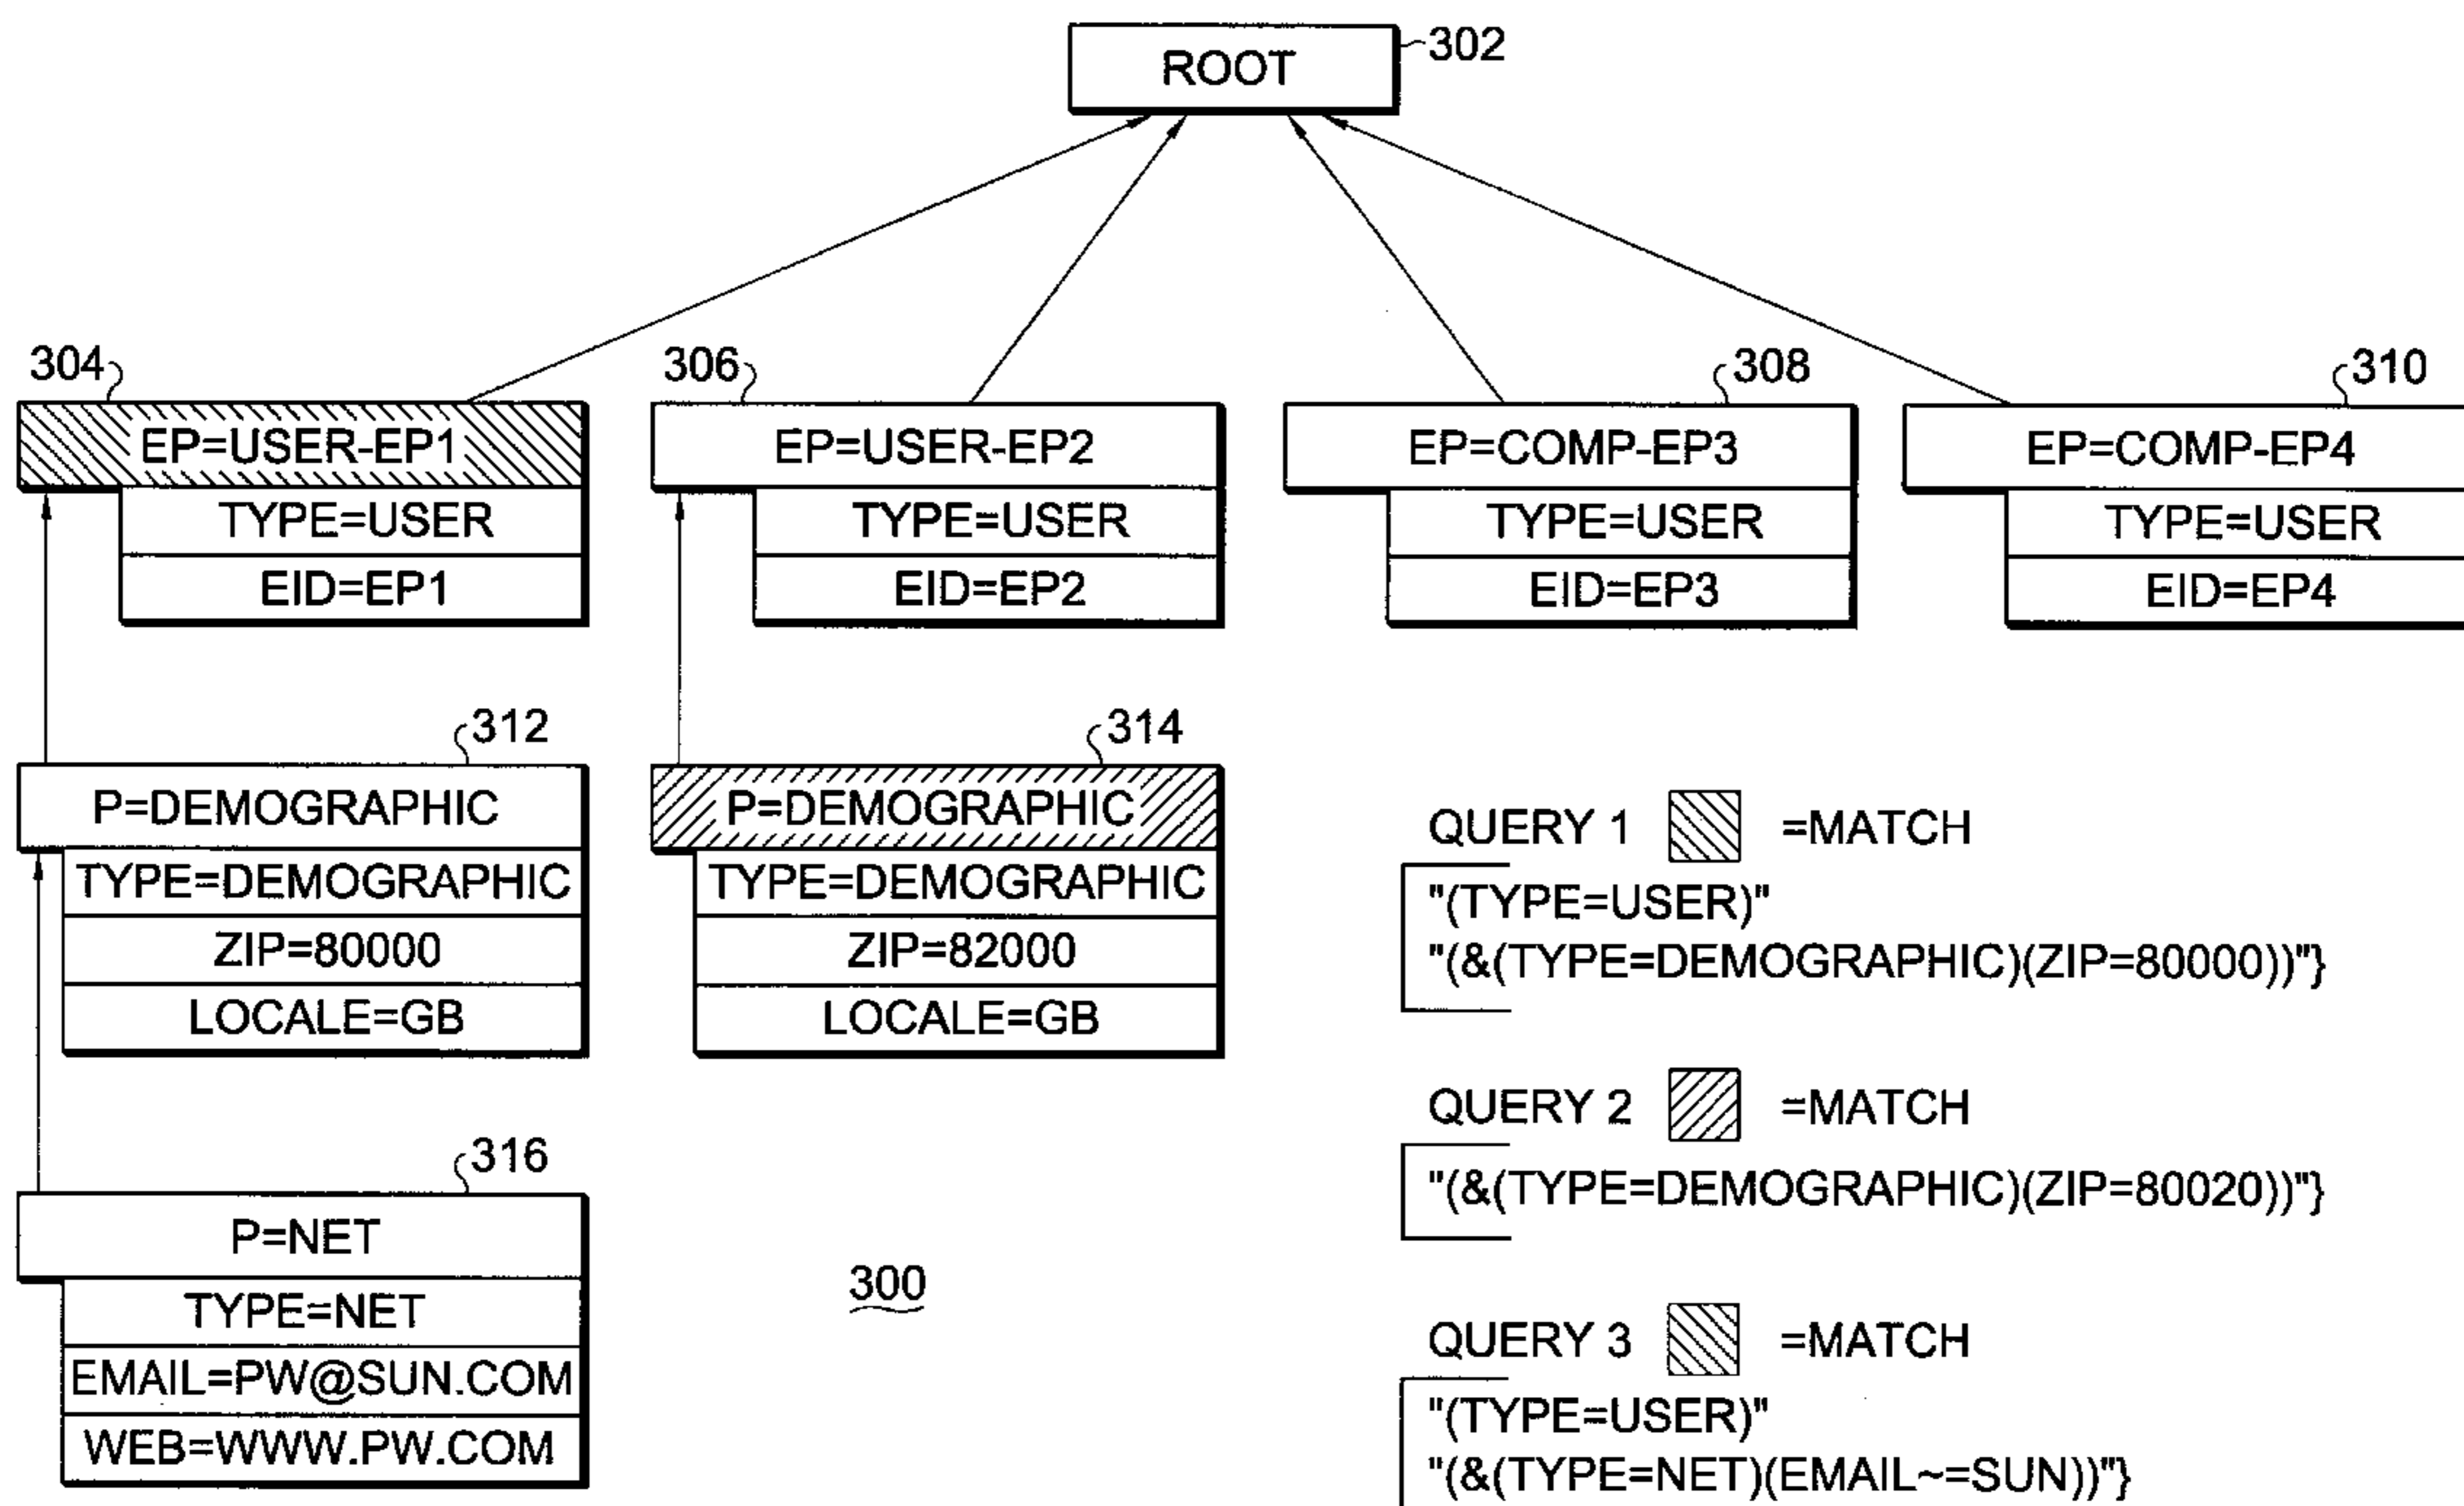 ROOT
302
304
EP=USER-EP1
TYPE=USER
EID=EP1
306
EP=USER-EP2
TYPE=USER
EID=EP2
308
EP=COMP-EP3
TYPE=USER
EID=EP3
310
EP=COMP-EP4
TYPE=USER
EID=EP4
312
P=DEMOGRAPHIC
TYPE=DEMOGRAPHIC
ZIP=80000
LOCALE=GB
314
P=DEMOGRAPHIC
TYPE=DEMOGRAPHIC
ZIP=82000
LOCALE=GB
316
P=NET
TYPE=NET
EMAIL=PW@SUN.COM
WEB=WWW.PW.COM
300
QUERY 1 =MATCH
"(TYPE=USER)"
"(&(TYPE=DEMOGRAPHIC)(ZIP=80000))"}
QUERY 2 =MATCH
"(&(TYPE=DEMOGRAPHIC)(ZIP=80020))"}
QUERY 3 =MATCH
"(TYPE=USER)"
"(&(TYPE=NET)(EMAIL~=SUN))"}